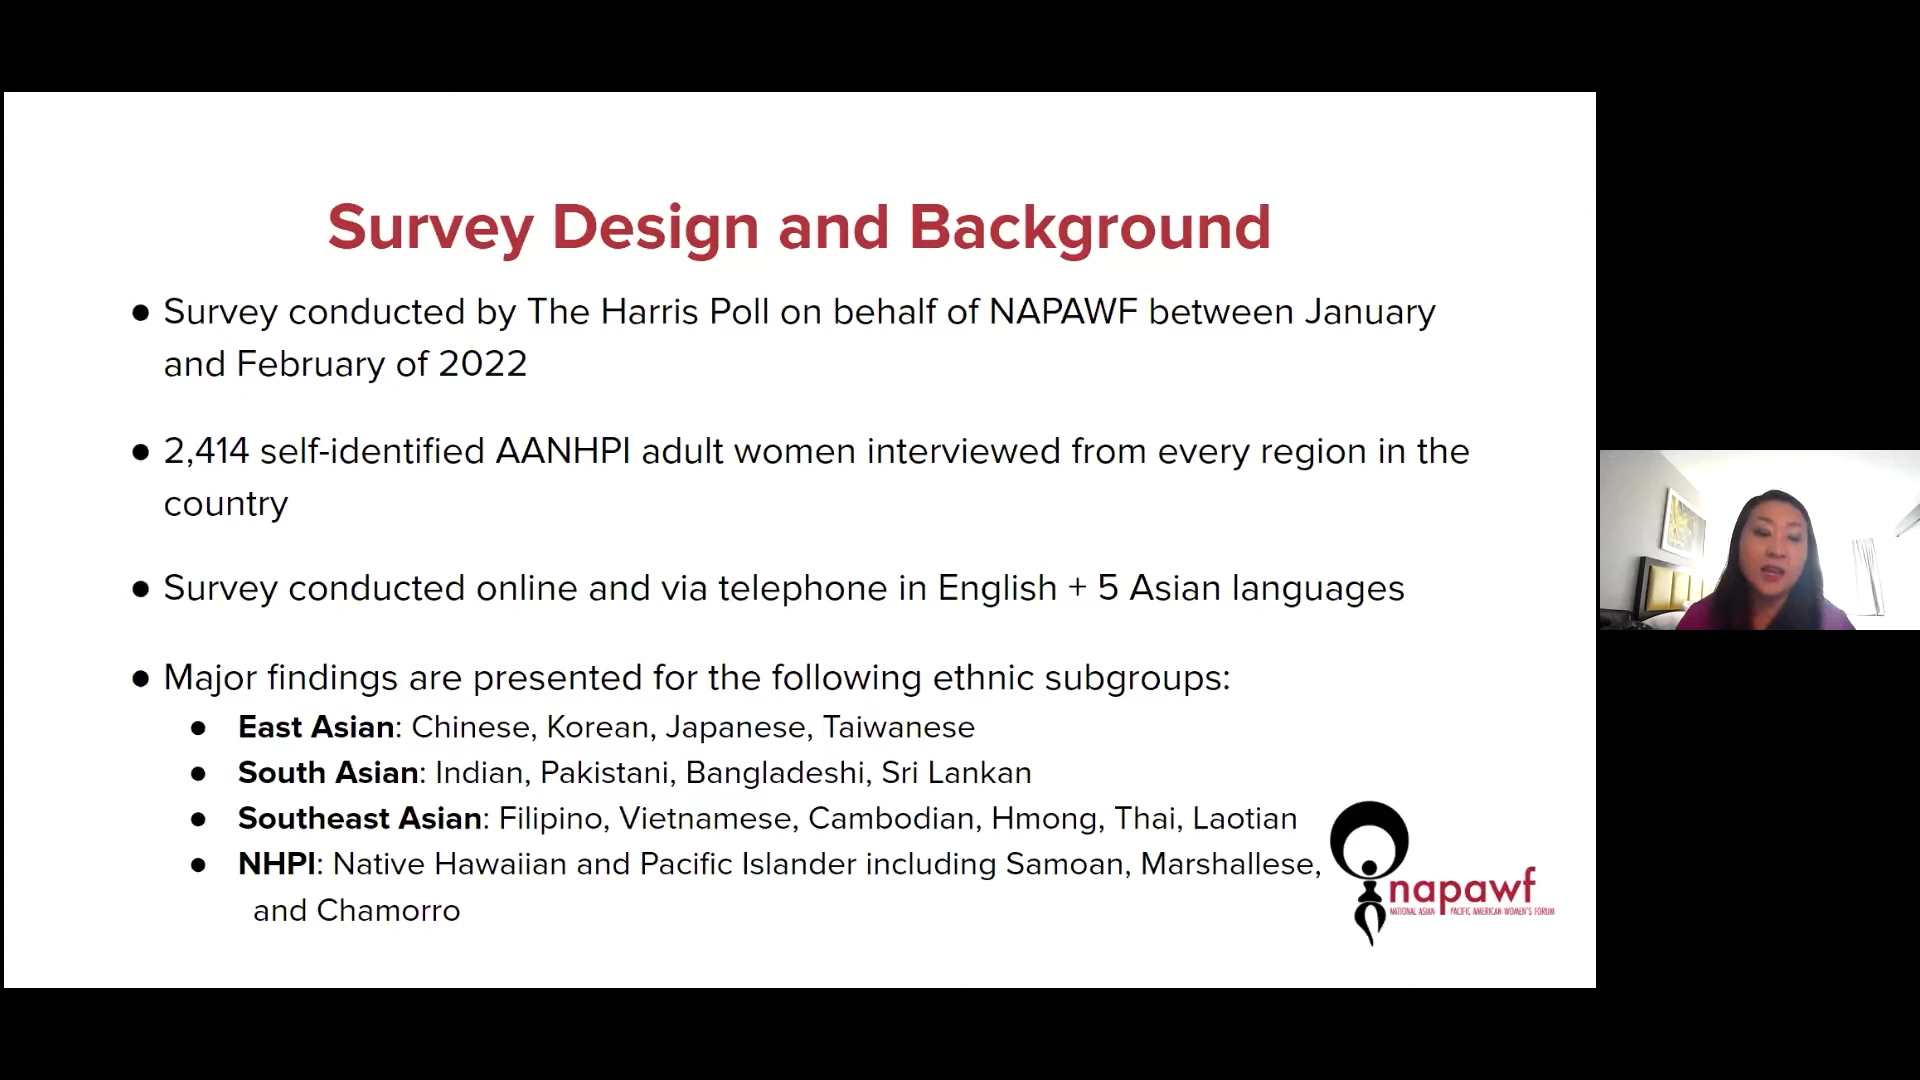 Survey Design and Background
● Survey conducted by The Harris Poll on behalf of NAPAWF between January
and February of 2022
● 2,414 self-identified AANHPI adult women interviewed from every region in the
country
● Survey conducted online and via telephone in English + 5 Asian languages
● Major findings are presented for the following ethnic subgroups:
● East Asian: Chinese, Korean, Japanese, Taiwanese
● South Asian: Indian, Pakistani, Bangladeshi, Sri Lankan
● Southeast Asian: Filipino, Vietnamese, Cambodian, Hmong, Thai, Laotian
● NHPI: Native Hawaiian and Pacific Islander including Samoan, Marshallese,
and Chamorro
napawf
NATIONAL ASIAN PACIFIC AMERICAN WOMEN'S FORUM